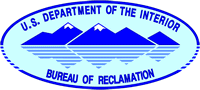 U.S. DEPARTMENT OF THE INTERIOR
BUREAU OF RECLAMATION